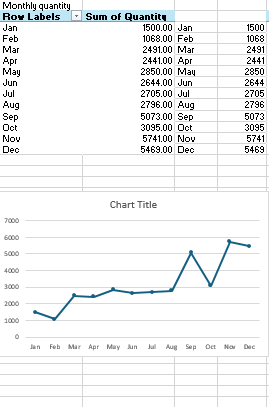 Monthly quantity
Row Labels Sum of Quantity
Jan 1500.00 Jan 1500
Feb 1068.00 Feb 1068
Mar 2491.00 Mar 2491
Apr 2441.00 Apr 2441
May 2850.00 May 2850
Jun 2644.00 Jun 2644
Jul 2705.00 Jul 2705
Aug 2796.00 Aug 2796
Sep 5073.00 Sep 5073
Oct 3095.00 Oct 3095
Nov 5741.00 Nov 5741
Dec 5469.00 Dec 5469
Chart Title
7000
6000
5000
4000
3000
2000
1000
0
Jan Feb Mar Apr May Jun Jul Aug Sep Oct Nov Dec